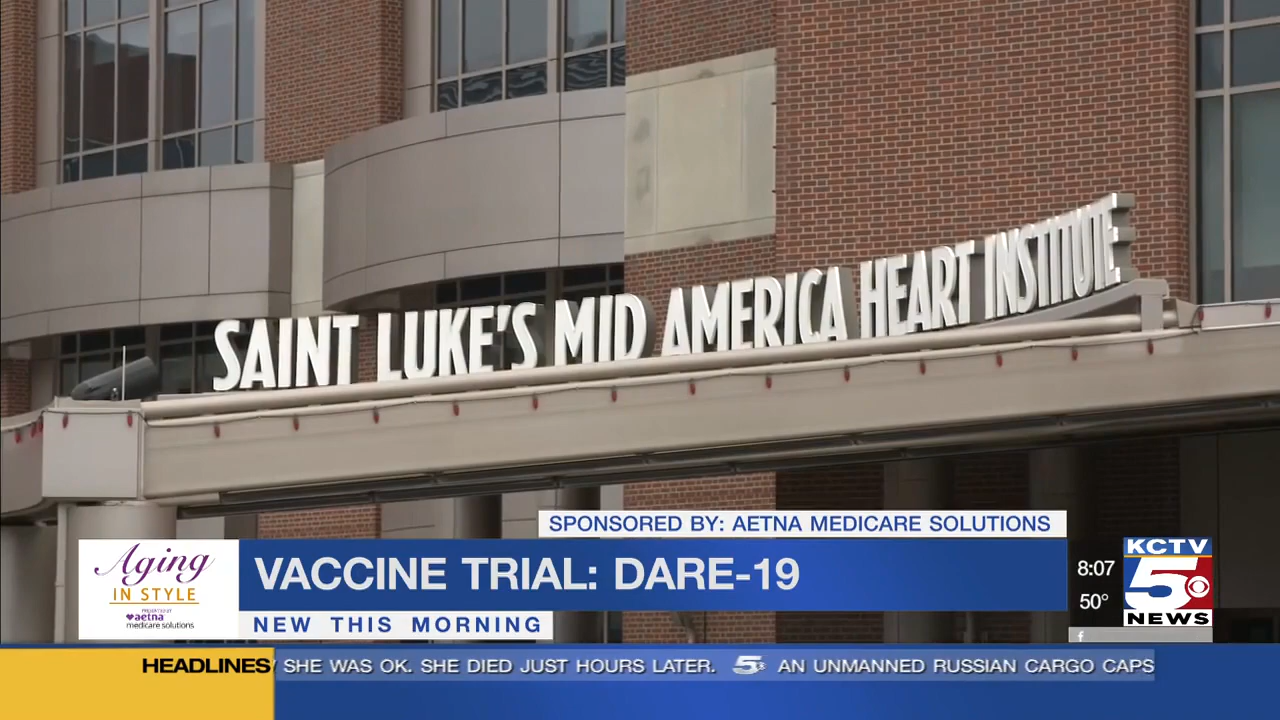 SAINT LUKE'S MID AMERICA HEART INSTITUTE
SPONSORED BY: AETNA MEDICARE SOLUTIONS
Aging
IN STYLE
aetna
medicare solutions
VACCINE TRIAL: DARE-19
NEW THIS MORNING
8:07
50°
KCTV
5
NEWS
f
HEADLINES
SHE WAS OK. SHE DIED JUST HOURS LATER. 5 AN UNMANNED RUSSIAN CARGO CAPS